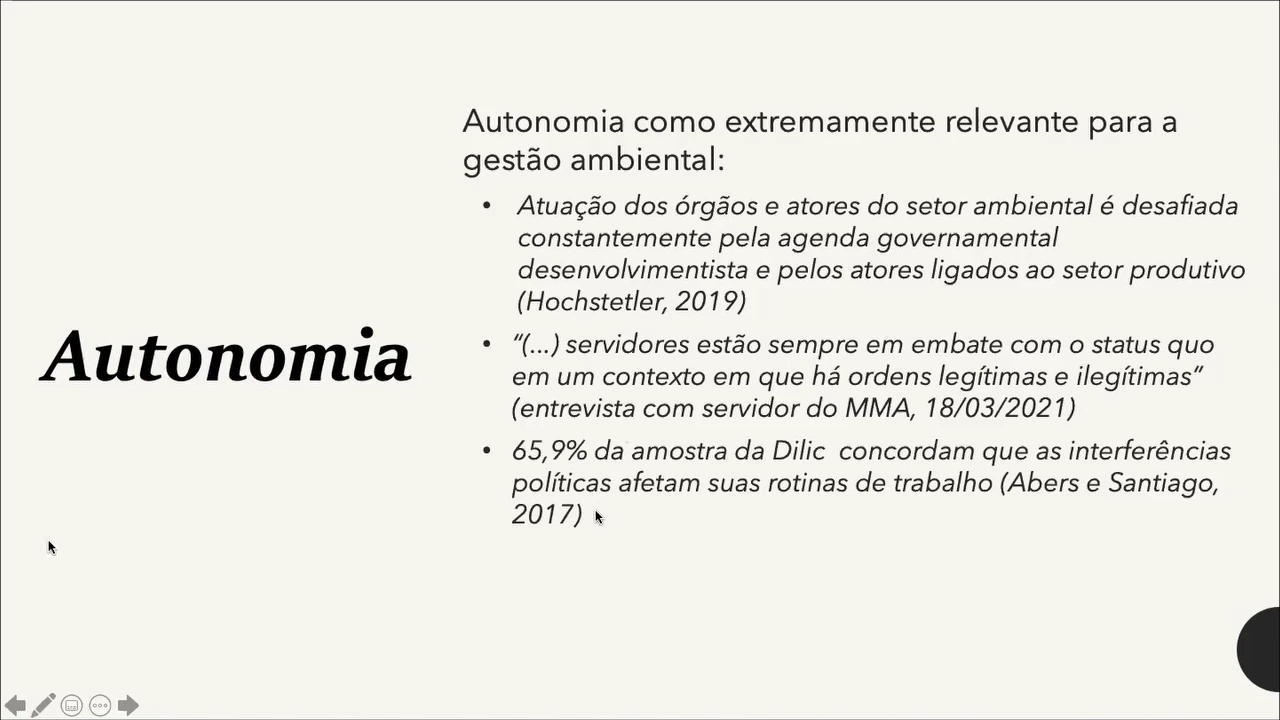 Autonomia
Autonomia como extremamente relevante para a
gestão ambiental:
• Atuação dos órgãos e atores do setor ambiental é desafiada
constantemente pela agenda governamental
desenvolvimentista e pelos atores ligados ao setor produtivo
(Hochstetler, 2019)
• “(...) servidores estão sempre em embate com o status quo
em um contexto em que há ordens legítimas e ilegítimas”
(entrevista com servidor do MMA, 18/03/2021)
• 65,9% da amostra da Dilic  concordam que as interferências
políticas afetam suas rotinas de trabalho (Abers e Santiago,
2017)